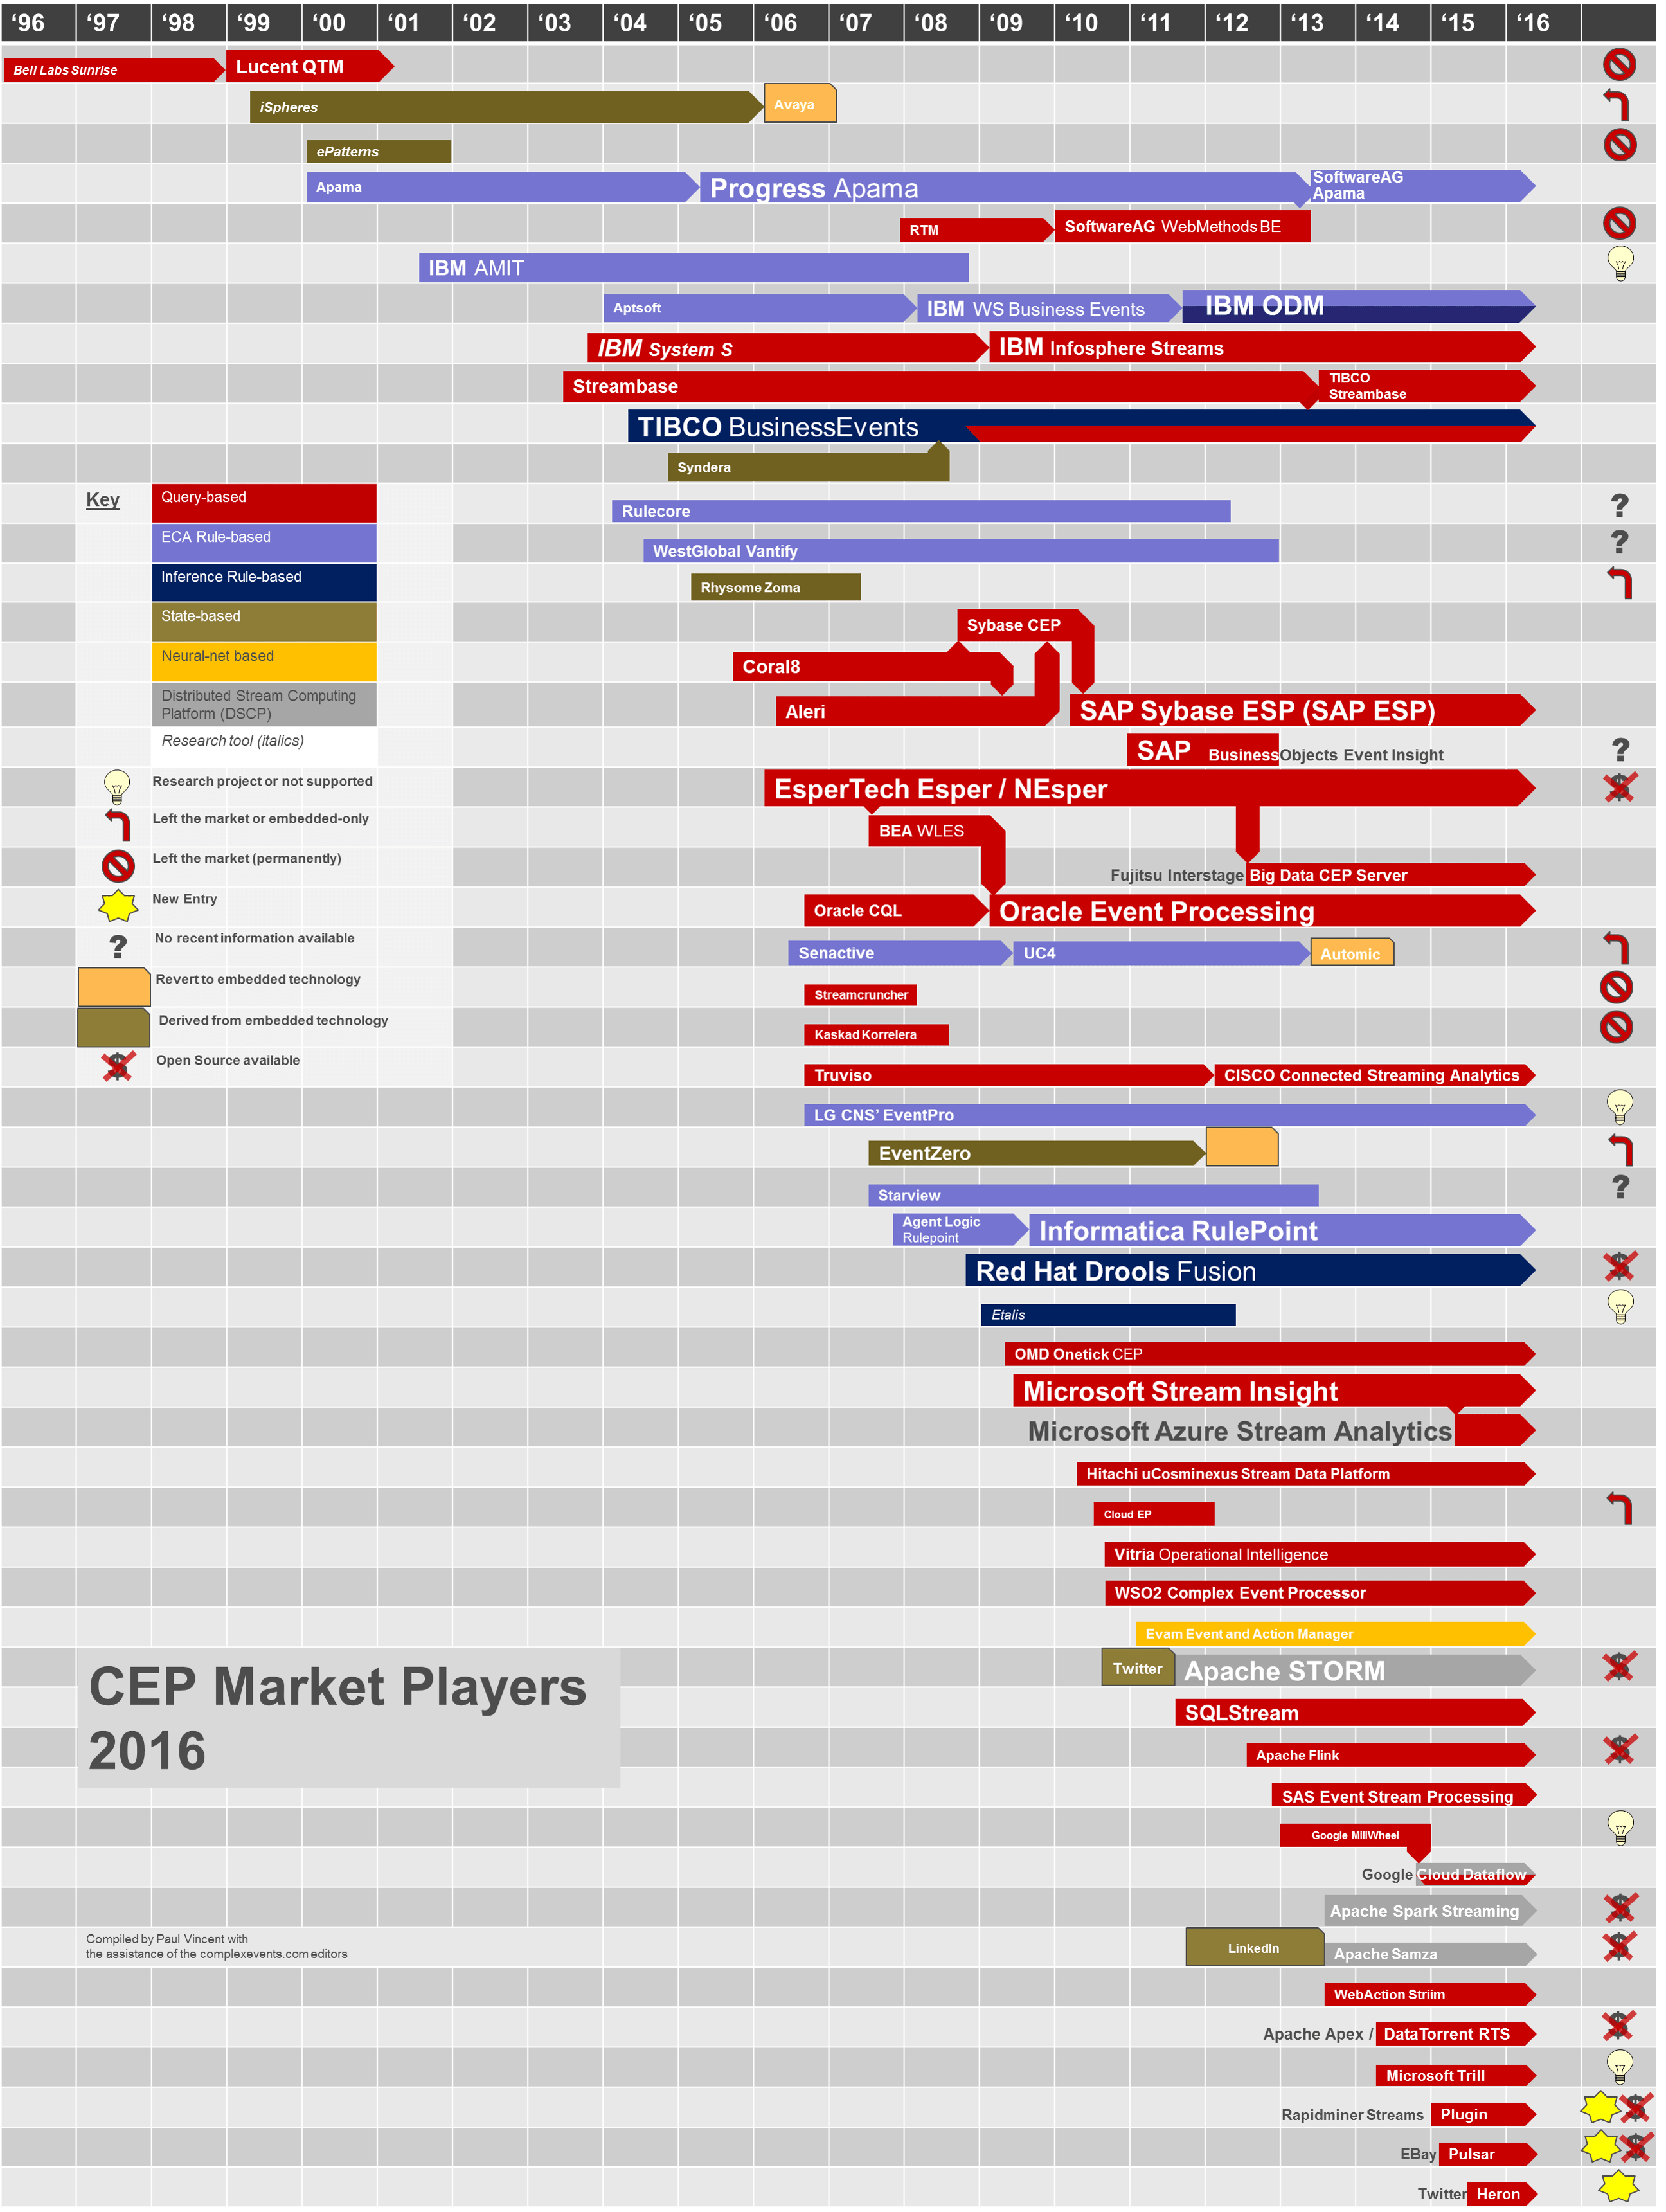 ‘96 ‘97 ‘98 ‘99 ‘00 ‘01 ‘02 ‘03 ‘04 ‘05 ‘06 ‘07 ‘08 ‘09 ‘10 ‘11 ‘12 ‘13 ‘14 ‘15 ‘16
Bell Labs Sunrise
Lucent QTM
iSpheres
Avaya
ePatterns
Apama
Progress Apama
SoftwareAG
Apama
RTM
SoftwareAG WebMethods BE
IBM AMIT
Aptsoft
IBM WS Business Events
IBM ODM
IBM System S
IBM Infosphere Streams
Streambase
TIBCO
Streambase
TIBCO BusinessEvents
Syndera
Key
Query-based
ECA Rule-based
Inference Rule-based
State-based
Neural-net based
Distributed Stream Computing
Platform (DSCP)
Research tool (italics)
Research project or not supported
Left the market or embedded-only
Left the market (permanently)
New Entry
? No recent information available
Revert to embedded technology
Derived from embedded technology
$ Open Source available
Rulecore
?
WestGlobal Vantify
?
Rhysome Zoma
Sybase CEP
Coral8
Aleri
SAP Sybase ESP (SAP ESP)
SAP BusinessObjects Event Insight
?
EsperTech Esper / NEsper
$
BEA WLES
Fujitsu Interstage Big Data CEP Server
Oracle CQL
Oracle Event Processing
Senactive
UC4
Automic
Streamcruncher
Kaskad Korrelera
Truviso
CISCO Connected Streaming Analytics
LG CNS’ EventPro
EventZero
Starview
?
Agent Logic
Rulepoint
Informatica RulePoint
Red Hat Drools Fusion
$
Etalis
OMD Onetick CEP
Microsoft Stream Insight
Microsoft Azure Stream Analytics
Hitachi uCosminexus Stream Data Platform
Cloud EP
Vitria Operational Intelligence
WSO2 Complex Event Processor
Evam Event and Action Manager
CEP Market Players
2016
Twitter
Apache STORM
$
SQLStream
Apache Flink
$
SAS Event Stream Processing
Google MillWheel
Google Cloud Dataflow
Apache Spark Streaming
$
Compiled by Paul Vincent with
the assistance of the complexevents.com editors
LinkedIn
Apache Samza
$
WebAction Striim
Apache Apex / DataTorrent RTS
$
Microsoft Trill
Rapidminer Streams Plugin
$
EBay Pulsar
$
Twitter Heron